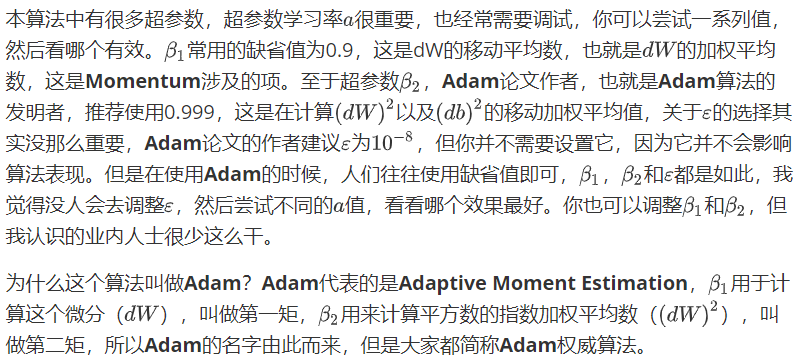 本算法中有很多超参数，超参数学习率a很重要，也经常需要调试，你可以尝试一系列值，
然后看哪个有效。β₁常用的缺省值为0.9，这是dW的移动平均数，也就是dW的加权平均
数，这是Momentum涉及的项。至于超参数β₂，Adam论文作者，也就是Adam算法的
发明者，推荐使用0.999，这是在计算(dW)²以及(db)²的移动加权平均值，关于ε的选择其
实没那么重要，Adam论文的作者建议ε为10⁻⁸，但你并不需要设置它，因为它并不会影响
算法表现。但是在使用Adam的时候，人们往往使用缺省值即可，β₁，β₂和ε都是如此，我
觉得没人会去调整ε，然后尝试不同的a值，看看哪个效果最好。你也可以调整β₁和β₂，但
我认识的业内人士很少这么干。
为什么这个算法叫做Adam？Adam代表的是Adaptive Moment Estimation，β₁用于计
算这个微分（dW），叫做第一矩，β₂用来计算平方数的指数加权平均数（(dW)²），叫
做第二矩，所以Adam的名字由此而来，但是大家都简称Adam权威算法。